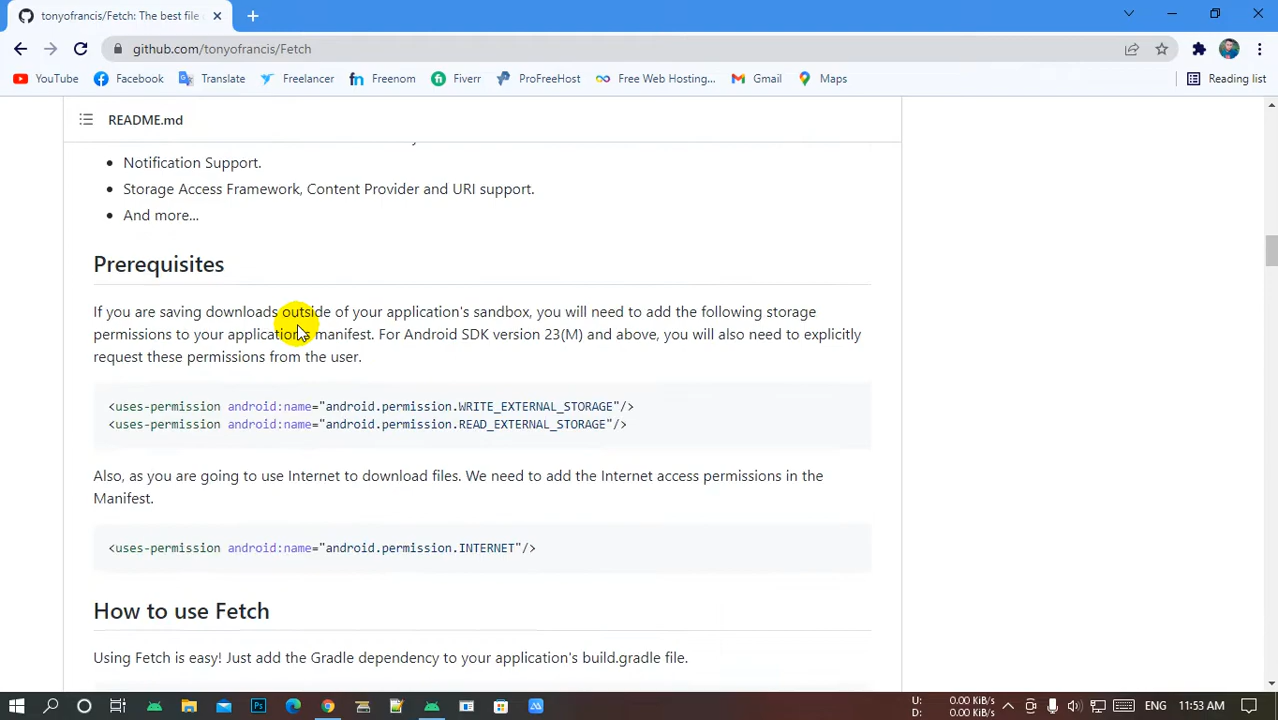 tonyofrancis/Fetch: The best file
github.com/tonyofrancis/Fetch
YouTube Facebook Translate Freelancer Freenom Fiverr ProFreeHost Free Web Hosting... Gmail Maps Reading list
README.md
• Notification Support.
• Storage Access Framework, Content Provider and URI support.
• And more...
Prerequisites
If you are saving downloads outside of your application's sandbox, you will need to add the following storage
permissions to your application's manifest. For Android SDK version 23(M) and above, you will also need to explicitly
request these permissions from the user.
<uses-permission android:name="android.permission.WRITE_EXTERNAL_STORAGE"/>
<uses-permission android:name="android.permission.READ_EXTERNAL_STORAGE"/>
Also, as you are going to use Internet to download files. We need to add the Internet access permissions in the
Manifest.
<uses-permission android:name="android.permission.INTERNET"/>
How to use Fetch
Using Fetch is easy! Just add the Gradle dependency to your application's build.gradle file.
U: 0.00 KiB/s
D: 0.00 KiB/s
ENG 11:53 AM